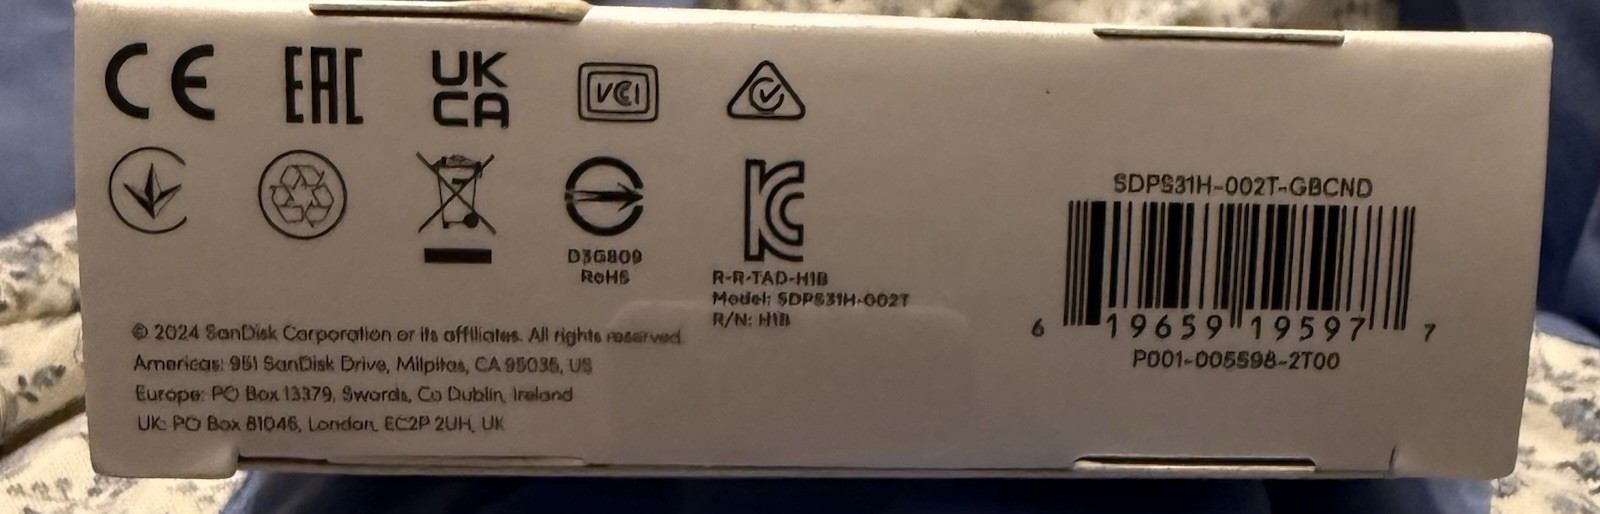 CE EAC UK CA VCI
D3G809
RoHS
R-R-TAD-H1B
Model: SDPS31H-002T
R/N: H1B
© 2024 SanDisk Corporation or its affiliates. All rights reserved.
Americas: 951 SanDisk Drive, Milpitas, CA 95035, US
Europe: PO Box 13379, Swords, Co Dublin, Ireland
UK: PO Box 81046, London, EC2P 2UH, UK
SDPS31H-002T-GBCND
6 19659 19597 7
P001-005598-2T00